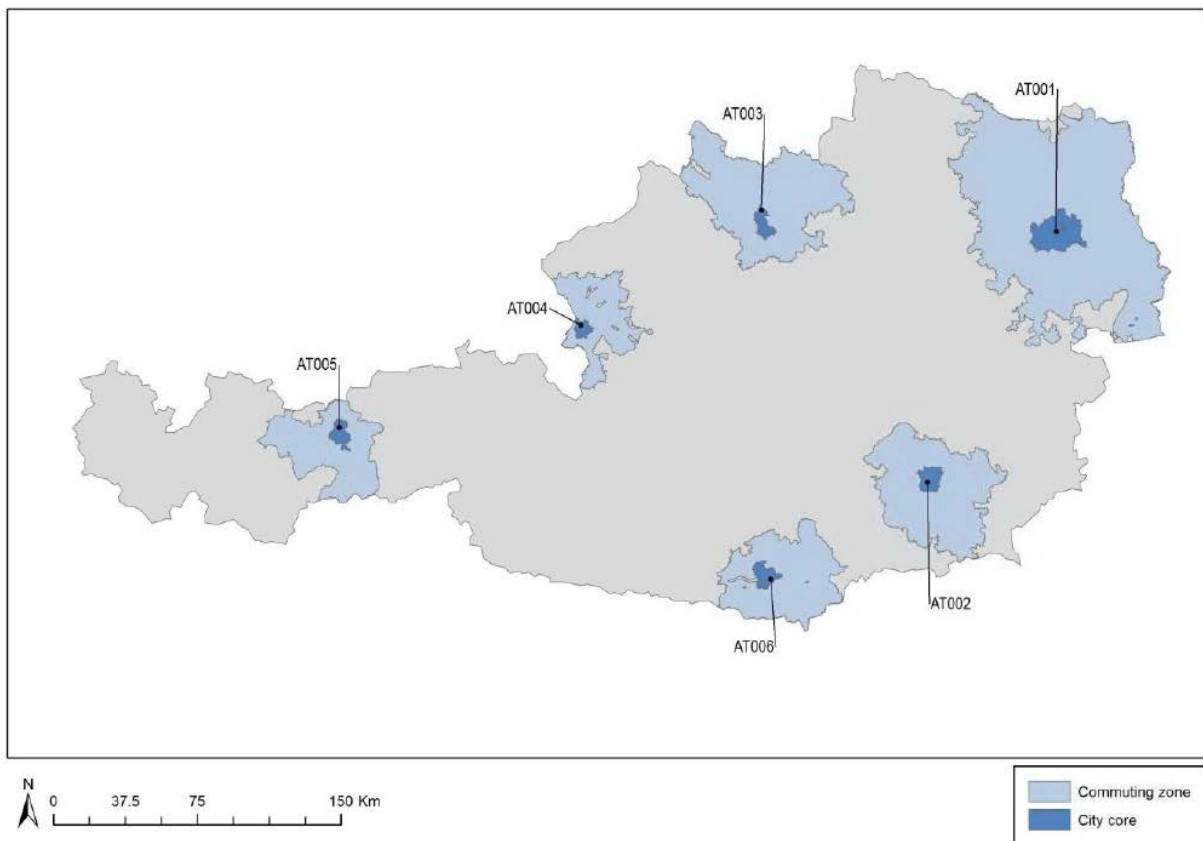 AT001
AT003
AT004
AT005
AT002
AT006
N
0 37.5 75 150 Km
Commuting zone
City core